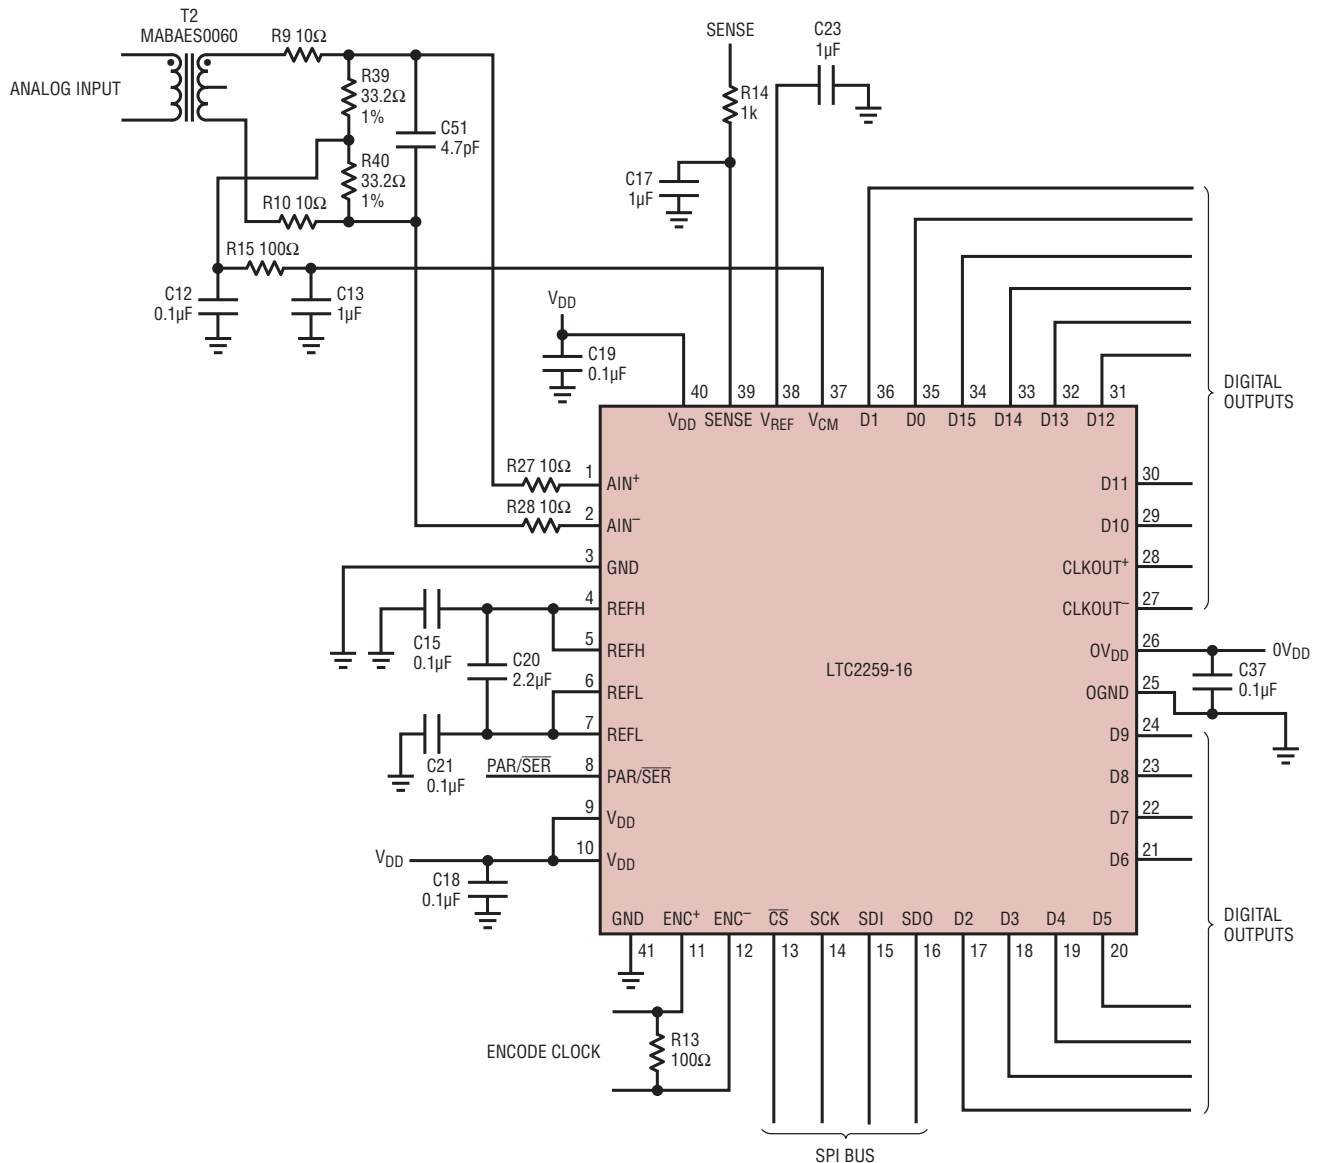 T2
MABAES0060
R9 10Ω
ANALOG INPUT
R39
33.2Ω
1%
C51
4.7pF
R40
33.2Ω
1%
R10 10Ω
R15 100Ω
C12
0.1µF
C13
1µF
SENSE
R14
1k
C23
1µF
C17
1µF
VDD
C19
0.1µF
40 39 38 37 36 35 34 33 32 31
VDD SENSE VREF VCM D1 D0 D15 D14 D13 D12
DIGITAL
OUTPUTS
R27 10Ω
1 AIN+
R28 10Ω
2 AIN–
3 GND
4 REFH
5 REFH
6 REFL
7 REFL
PAR/SER 8 PAR/SER
9 VDD
VDD 10 VDD
C15
0.1µF
C20
2.2µF
C21
0.1µF
C18
0.1µF
LTC2259-16
D11 30
D10 29
CLKOUT+ 28
CLKOUT– 27
OVDD 26 0VDD
OGND 25
C37
0.1µF
D9 24
D8 23
D7 22
D6 21
GND ENC+ ENC– CS SCK SDI SDO D2 D3 D4 D5
41 11 12 13 14 15 16 17 18 19 20
DIGITAL
OUTPUTS
ENCODE CLOCK
R13
100Ω
SPI BUS